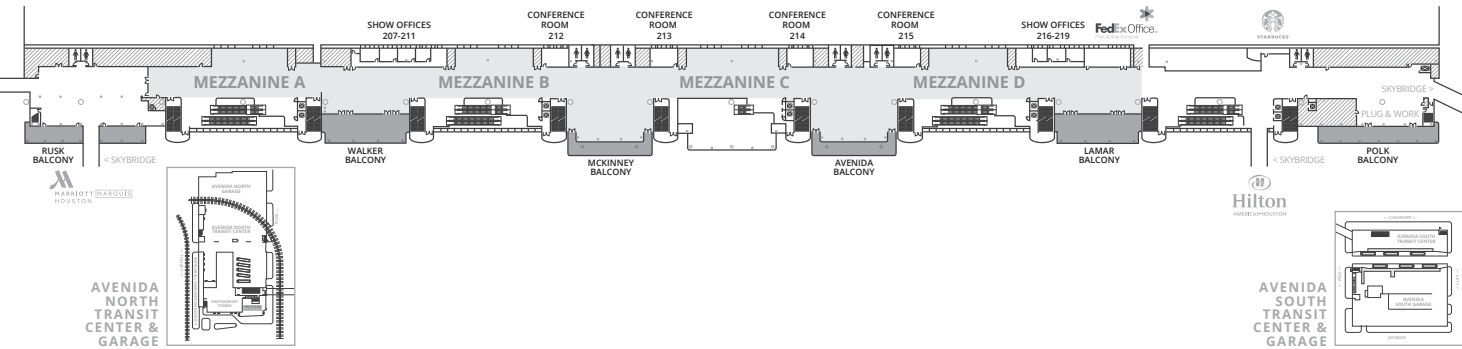 SHOW OFFICES
207-211
CONFERENCE
ROOM
212
CONFERENCE
ROOM
213
CONFERENCE
ROOM
214
CONFERENCE
ROOM
215
SHOW OFFICES
216-219
FedEx Office
STARBUCKS
MEZZANINE A
MEZZANINE B
MEZZANINE C
MEZZANINE D
SKYBRIDGE >
PLUG & WORK
RUSK
BALCONY
< SKYBRIDGE
WALKER
BALCONY
MCKINNEY
BALCONY
AVENIDA
BALCONY
LAMAR
BALCONY
< SKYBRIDGE
POLK
BALCONY
MARRIOTT MARQUIS
HOUSTON
Hilton
AMERICAS-HOUSTON
AVENIDA
NORTH
TRANSIT
CENTER &
GARAGE
AVENIDA NORTH
GARAGE
AVENIDA NORTH
TRANSIT CENTER
PARTNERSHIP
TOWER
AVENIDA
SOUTH
TRANSIT
CENTER &
GARAGE
AVENIDA SOUTH
TRANSIT CENTER
AVENIDA
SOUTH GARAGE